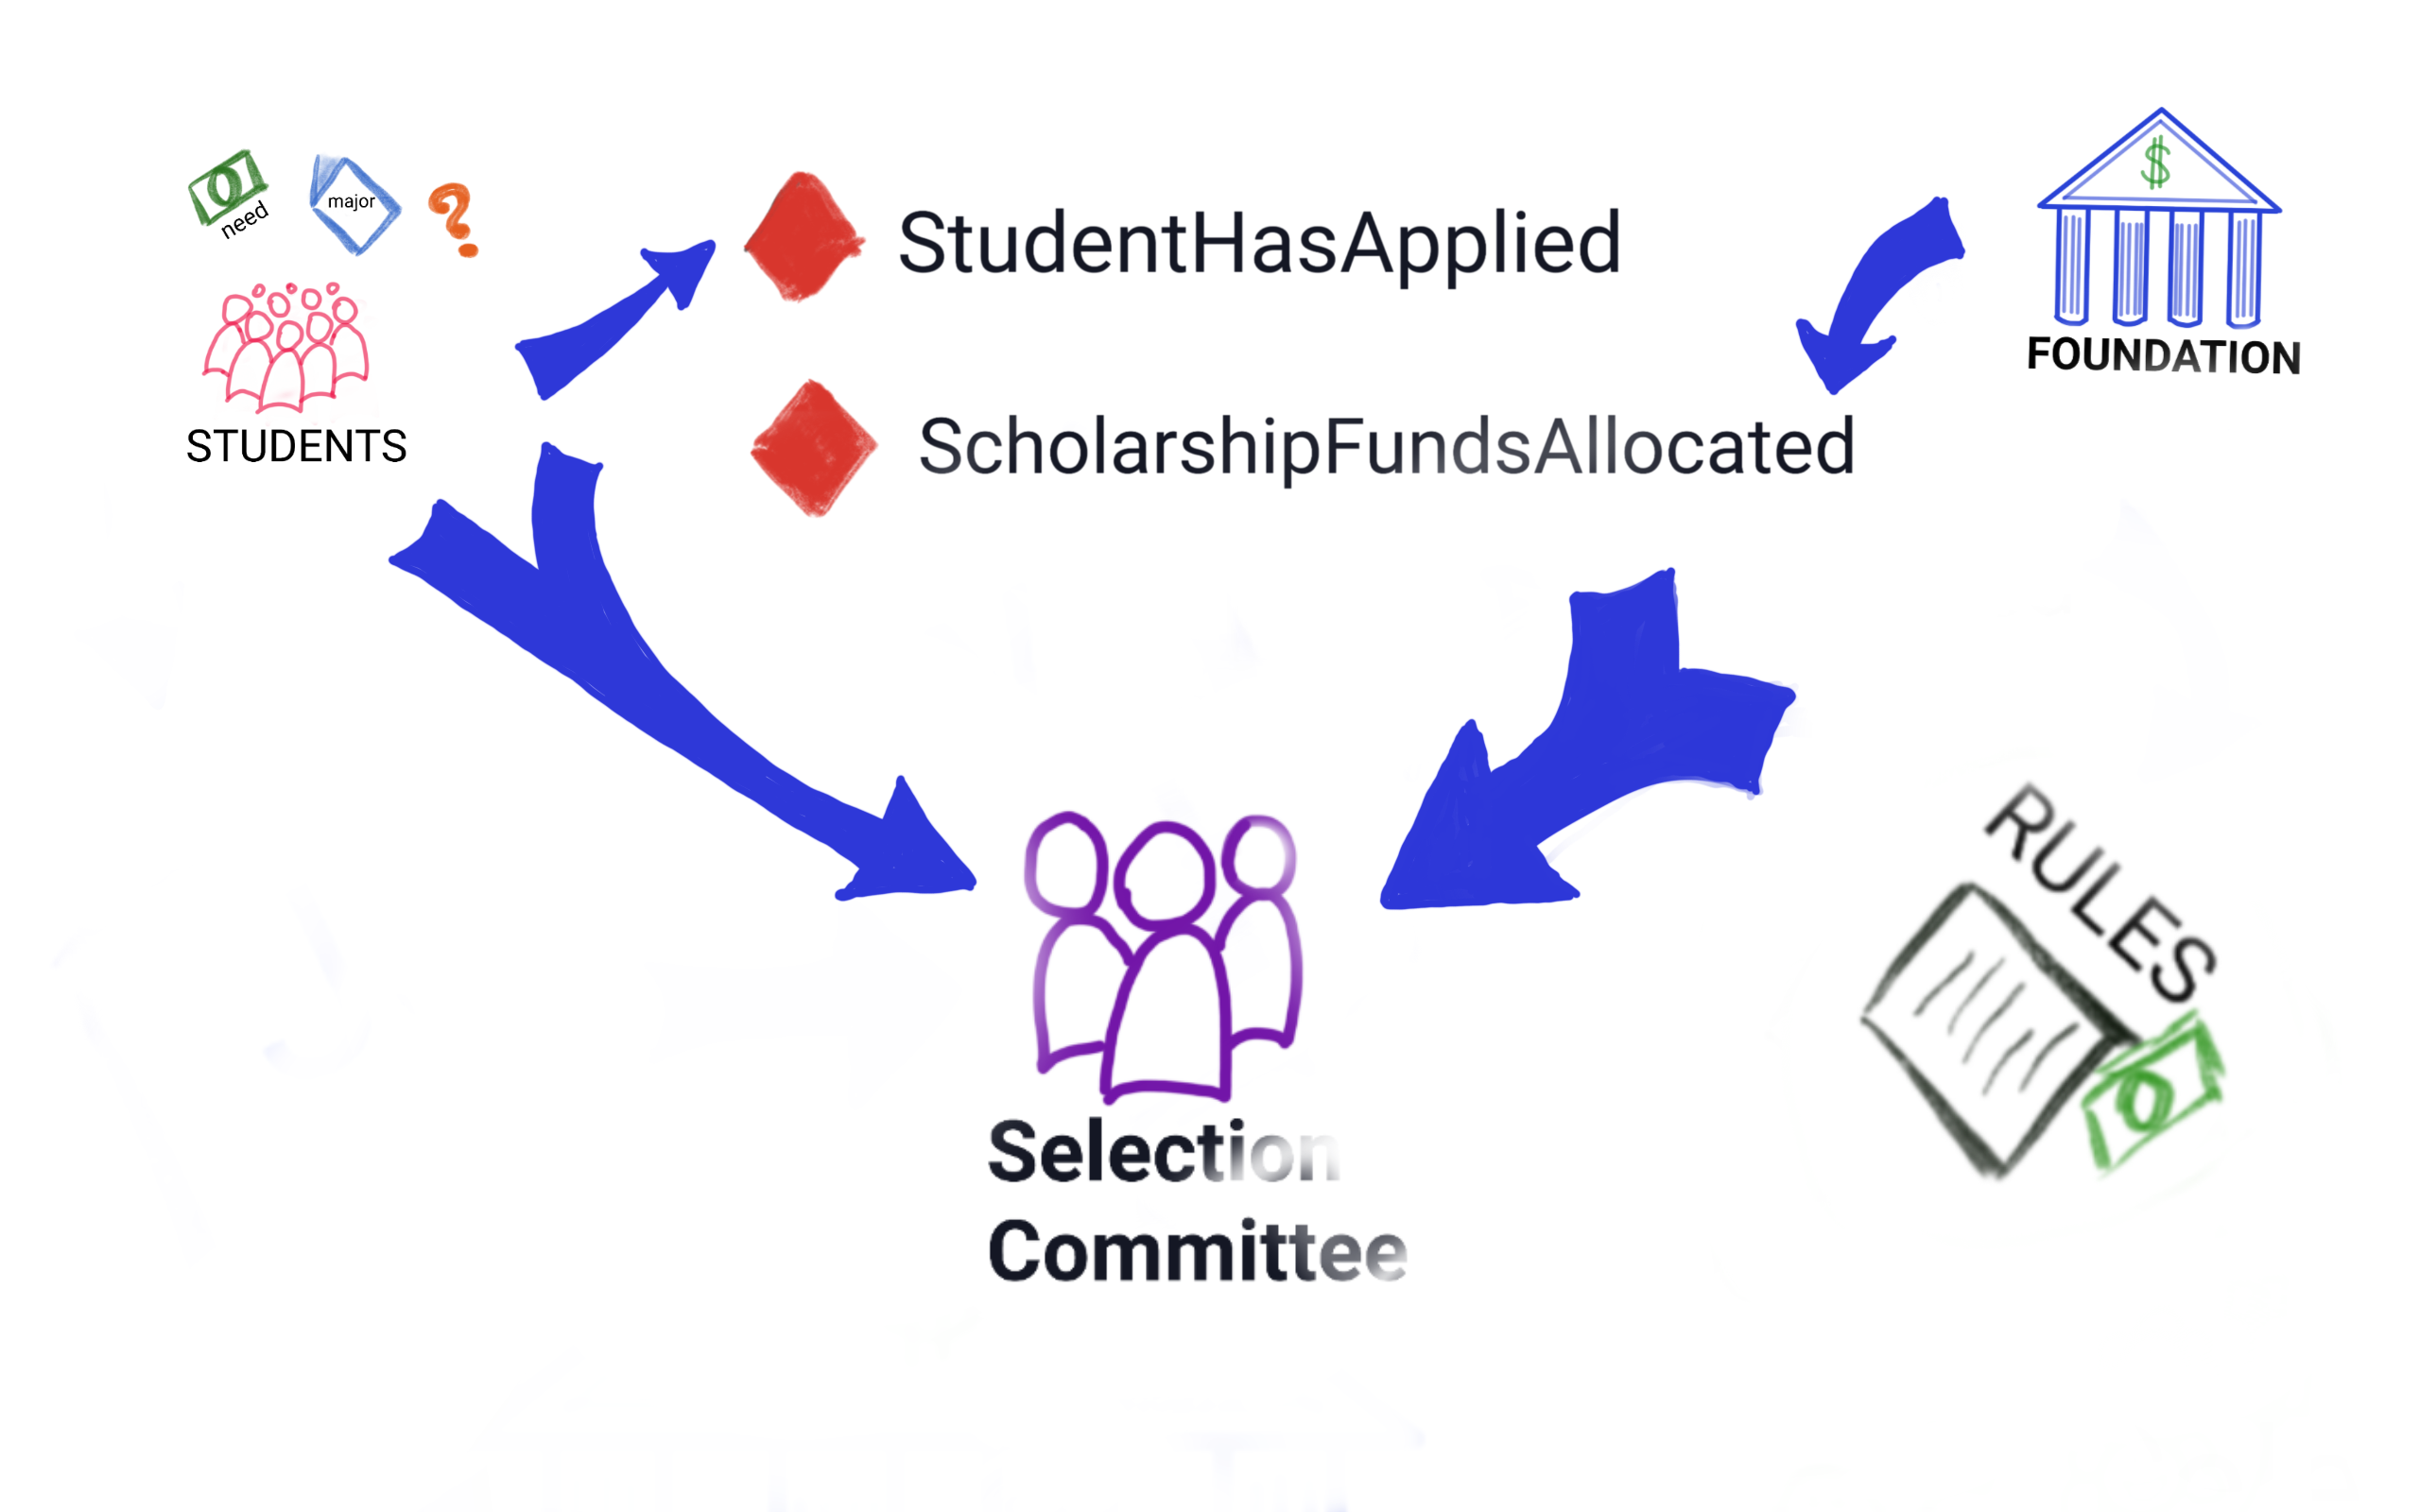 need
major
?
$
StudentHasApplied
FOUNDATION
STUDENTS
ScholarshipFundsAllocated
RULES
Selection
Committee